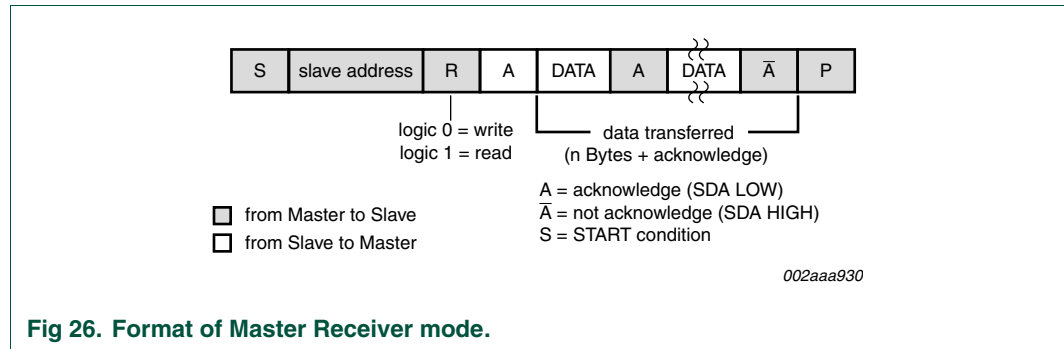 S slave address R A DATA A DATA A̅ P
logic 0 = write
logic 1 = read
data transferred
(n Bytes + acknowledge)
A = acknowledge (SDA LOW)
A̅ = not acknowledge (SDA HIGH)
S = START condition
from Master to Slave
from Slave to Master
002aaa930
Fig 26. Format of Master Receiver mode.